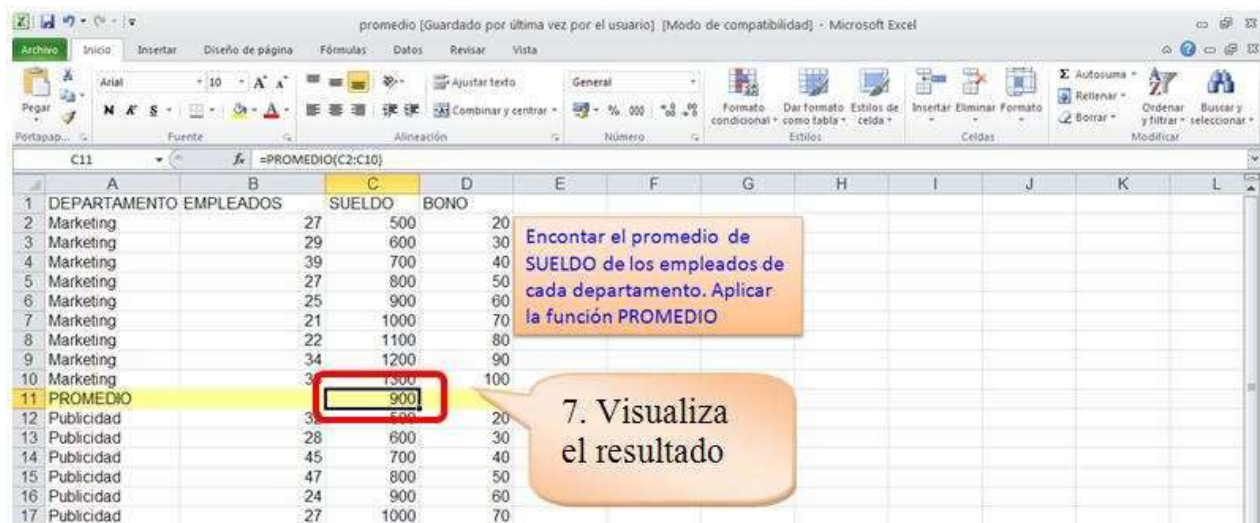 promedio [Guardado por última vez por el usuario] [Modo de compatibilidad] - Microsoft Excel
Archivo Inicio Insertar Diseño de página Fórmulas Datos Revisar Vista
Pegar
Arial 10
Ajustar texto
General
Formato condicional
Dar formato como tabla
Estilos de celda
Insertar Eliminar Formato
Σ Autosuma
Rellenar
Borrar
Ordenar y filtrar
Buscar y seleccionar
N K S
Combinar y centrar
% 000
Portapap... Fuente Alineación Número Estilos Celdas Modificar
C11 fx =PROMEDIO(C2:C10)
A B C D E F G H I J K L
1 DEPARTAMENTO EMPLEADOS SUELDO BONO
2 Marketing 27 500 20
3 Marketing 29 600 30
4 Marketing 39 700 40
5 Marketing 27 800 50
6 Marketing 25 900 60
7 Marketing 21 1000 70
8 Marketing 22 1100 80
9 Marketing 34 1200 90
10 Marketing 1300 100
11 PROMEDIO 900
12 Publicidad 500 20
13 Publicidad 28 600 30
14 Publicidad 45 700 40
15 Publicidad 47 800 50
16 Publicidad 24 900 60
17 Publicidad 27 1000 70
Encontar el promedio de
SUELDO de los empleados de
cada departamento. Aplicar
la función PROMEDIO
7. Visualiza
el resultado